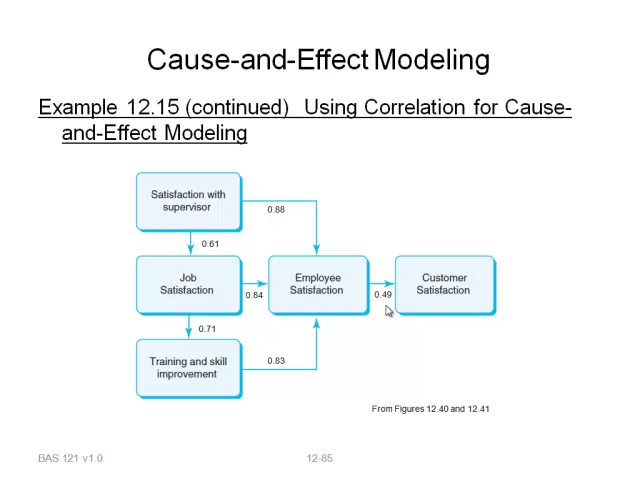 Cause-and-Effect Modeling
Example 12.15 (continued)  Using Correlation for Cause-
and-Effect Modeling
Satisfaction with
supervisor
0.88
0.61
Job
Satisfaction
0.84
Employee
Satisfaction
0.49
Customer
Satisfaction
0.71
Training and skill
improvement
0.83
From Figures 12.40 and 12.41
BAS 121 v1.0
12-85